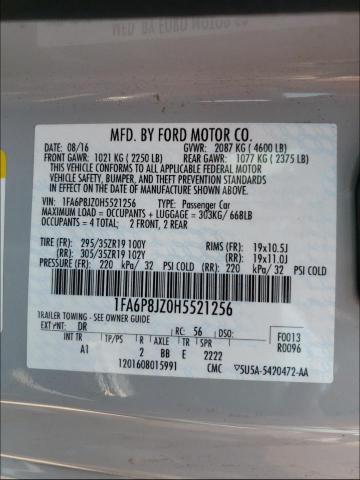 MFD. BY FORD MOTOR CO.
DATE: 08/16 GVWR: 2087 KG ( 4600 LB)
FRONT GAWR: 1021 KG ( 2250 LB) REAR GAWR: 1077 KG ( 2375 LB)
THIS VEHICLE CONFORMS TO ALL APPLICABLE FEDERAL MOTOR
VEHICLE SAFETY, BUMPER, AND THEFT PREVENTION STANDARDS IN
EFFECT ON THE DATE OF MANUFACTURE SHOWN ABOVE.
VIN: 1FA6P8JZ0H5521256 TYPE: Passenger Car
MAXIMUM LOAD = OCCUPANTS + LUGGAGE = 303KG/ 668LB
OCCUPANTS = 4 TOTAL: 2 FRONT, 2 REAR
TIRE(FR): 295/35ZR19 100Y RIMS(FR): 19x10.5J
(RR): 305/35ZR19 102Y (RR): 19x11.0J
PRESSURE(FR): 220 kPa/ 32 PSI COLD (RR): 220 kPa/ 32 PSI COLD
1FA6P8JZ0H5521256
TRAILER TOWING - SEE OWNER GUIDE
EXT PNT: DR RC: 56 DSO: F0013
INT TR TP/PS R AXLE TR SPR R0096
A1 2 BB E 2222
1201608015991 CMC ▽5U5A-5420472-AA